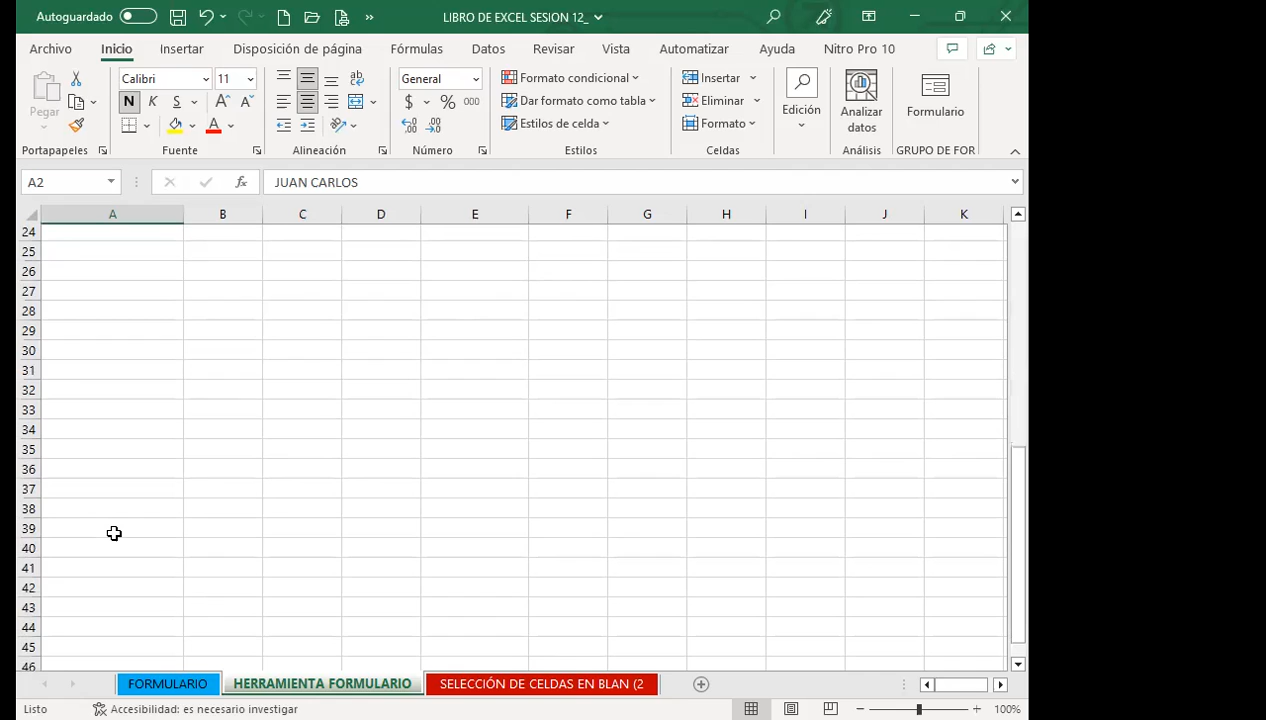 Autoguardado LIBRO DE EXCEL SESION 12_
Archivo Inicio Insertar Disposición de página Fórmulas Datos Revisar Vista Automatizar Ayuda Nitro Pro 10
Pegar Calibri 11 ab General Formato condicional Insertar Edición Analizar datos Formulario
N K S A A $ % 000 Dar formato como tabla Eliminar
A Estilos de celda Formato
Portapapeles Fuente Alineación Número Estilos Celdas Análisis GRUPO DE FOR
A2 fx JUAN CARLOS
A B C D E F G H I J K
24
25
26
27
28
29
30
31
32
33
34
35
36
37
38
39
40
41
42
43
44
45
46
FORMULARIO HERRAMIENTA FORMULARIO SELECCIÓN DE CELDAS EN BLAN (2
Listo Accesibilidad: es necesario investigar 100%